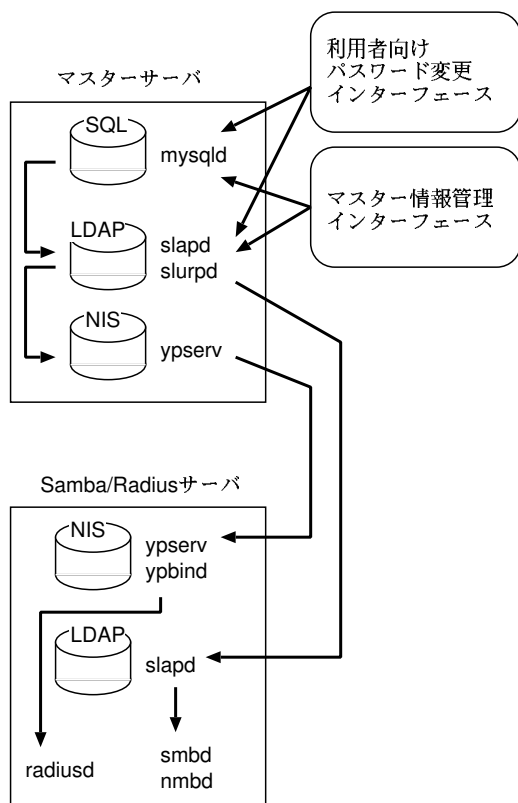 利用者向け
パスワード変更
インターフェース
マスターサーバ
SQL
mysqld
マスター情報管理
インターフェース
LDAP
slapd
slurpd
NIS
ypserv
Samba/Radiusサーバ
NIS
ypserv
ypbind
LDAP
slapd
smbd
nmbd
radiusd